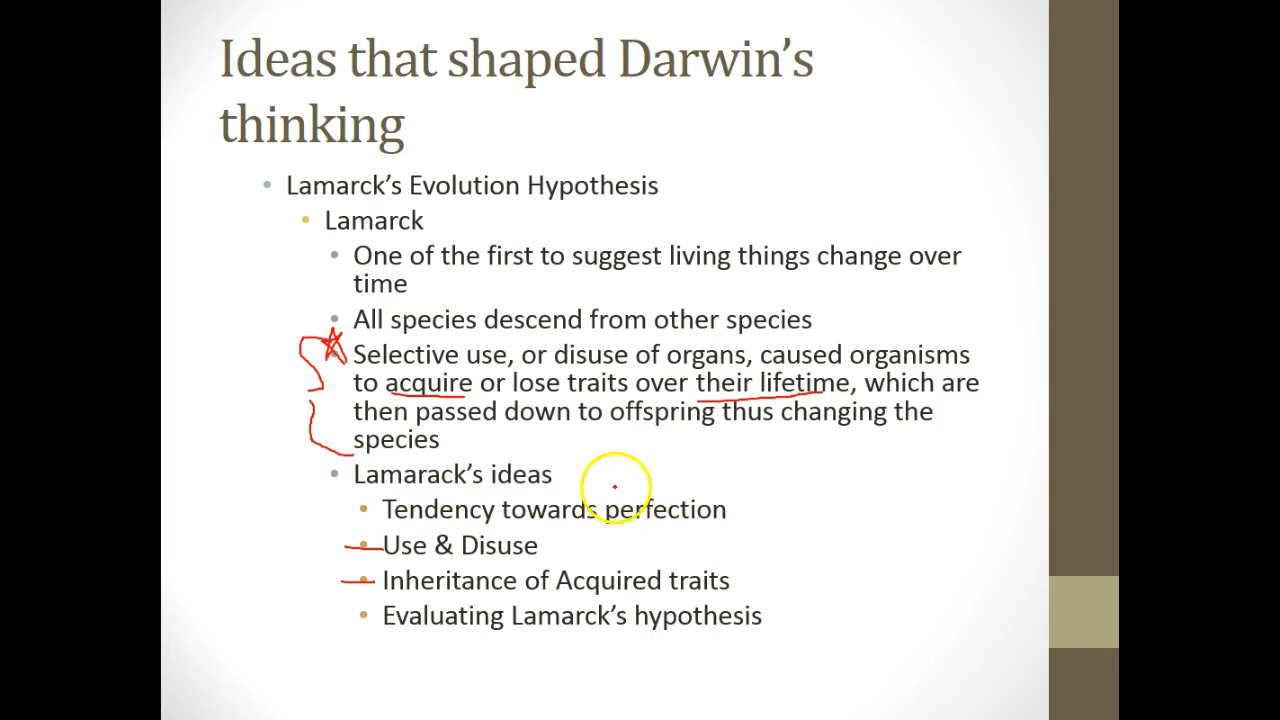 Ideas that shaped Darwin's
thinking
• Lamarck's Evolution Hypothesis
• Lamarck
• One of the first to suggest living things change over
time
• All species descend from other species
• Selective use, or disuse of organs, caused organisms
to acquire or lose traits over their lifetime, which are
then passed down to offspring thus changing the
species
• Lamarack's ideas
• Tendency towards perfection
• Use & Disuse
• Inheritance of Acquired traits
• Evaluating Lamarck's hypothesis